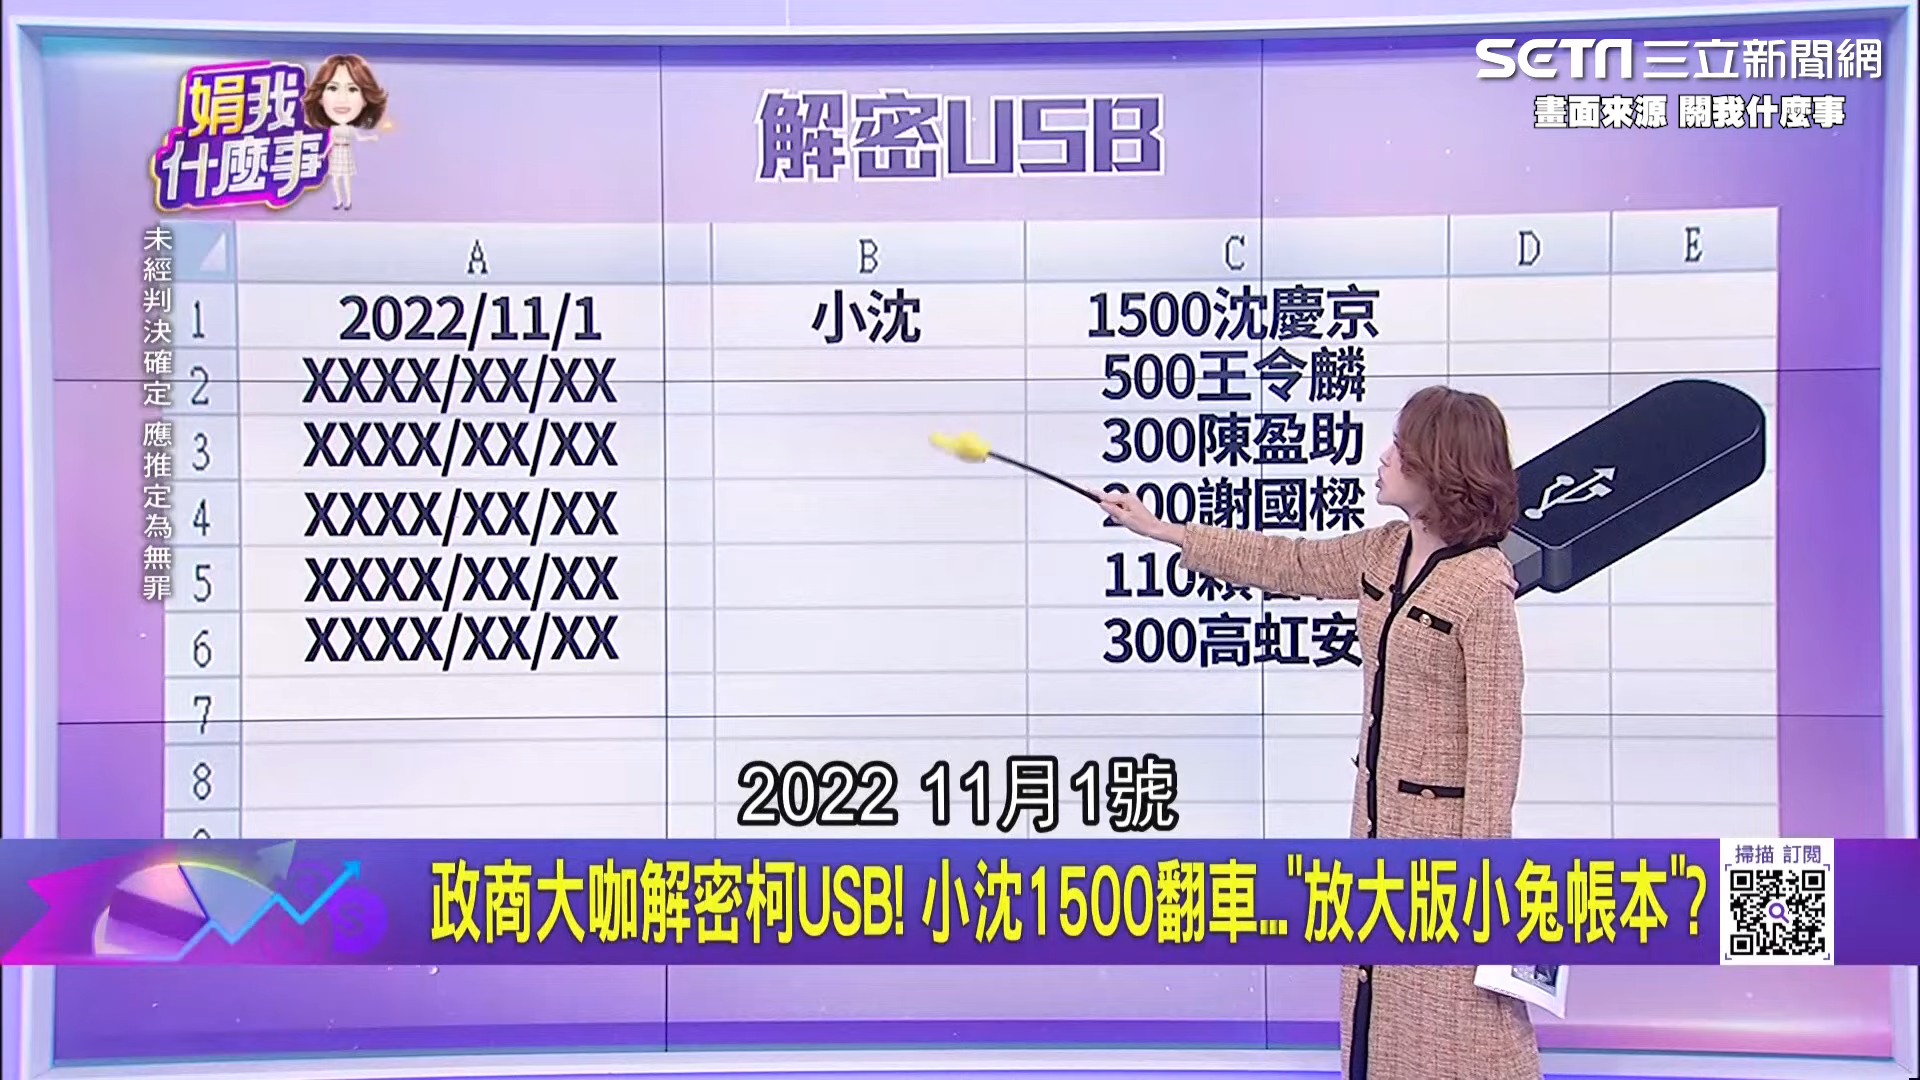 SETN三立新聞網
畫面來源 關我什麼事
娟我
什麼事
解密USB
未經判決確定 應推定為無罪
A B C D E
1 2022/11/1 小沈 1500沈慶京
2 XXXX/XX/XX 500王令麟
3 XXXX/XX/XX 300陳盈助
4 XXXX/XX/XX 200謝國樑
5 XXXX/XX/XX 110
6 XXXX/XX/XX 300高虹安
7
8
2022 11月1號
政商大咖解密柯USB! 小沈1500翻車..."放大版小兔帳本"?
掃描 訂閱